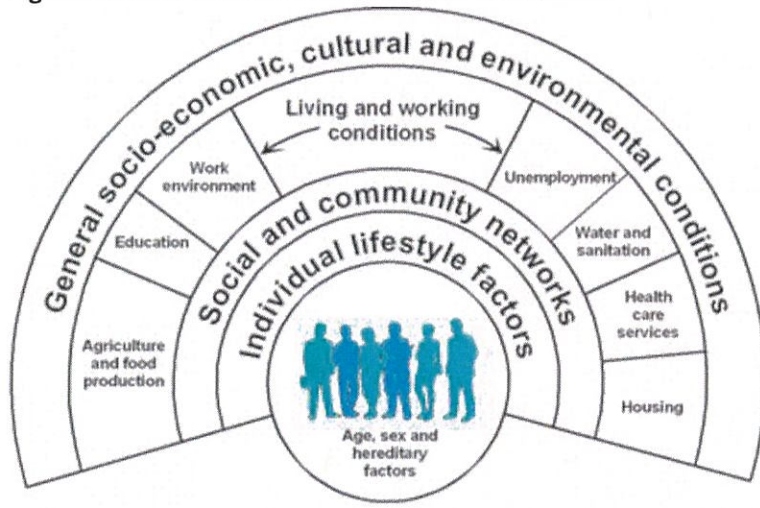 General socio-economic, cultural and environmental conditions
Living and working
conditions
Work
environment
Unemployment
Education
Water and
sanitation
Agriculture
and food
production
Health
care
services
Housing
Social and community networks
Individual lifestyle factors
Age, sex and
hereditary
factors